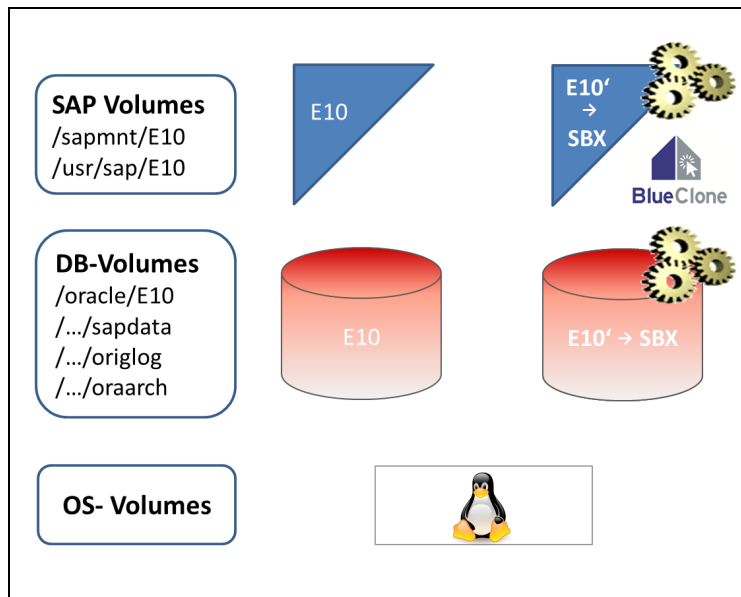 SAP Volumes
/sapmnt/E10
/usr/sap/E10
E10
E10‘
→
SBX
BlueClone
DB-Volumes
/oracle/E10
/.../sapdata
/.../origlog
/.../oraarch
E10
E10‘ → SBX
OS- Volumes